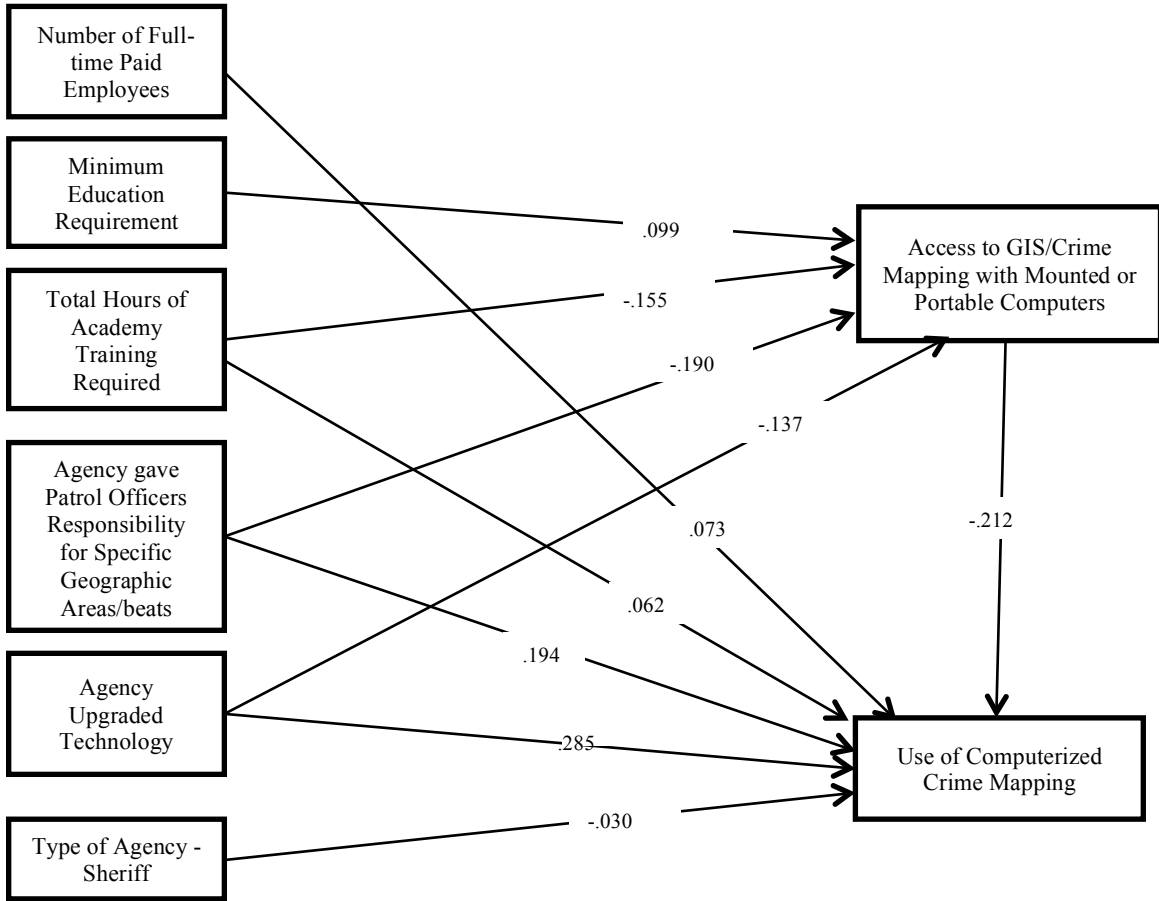 Number of Full-
time Paid
Employees
Minimum
Education
Requirement
Total Hours of
Academy
Training
Required
Agency gave
Patrol Officers
Responsibility
for Specific
Geographic
Areas/beats
Agency
Upgraded
Technology
Type of Agency -
Sheriff
.099
-.155
-.190
-.137
.073
.062
.194
.285
-.030
Access to GIS/Crime
Mapping with Mounted or
Portable Computers
-.212
Use of Computerized
Crime Mapping